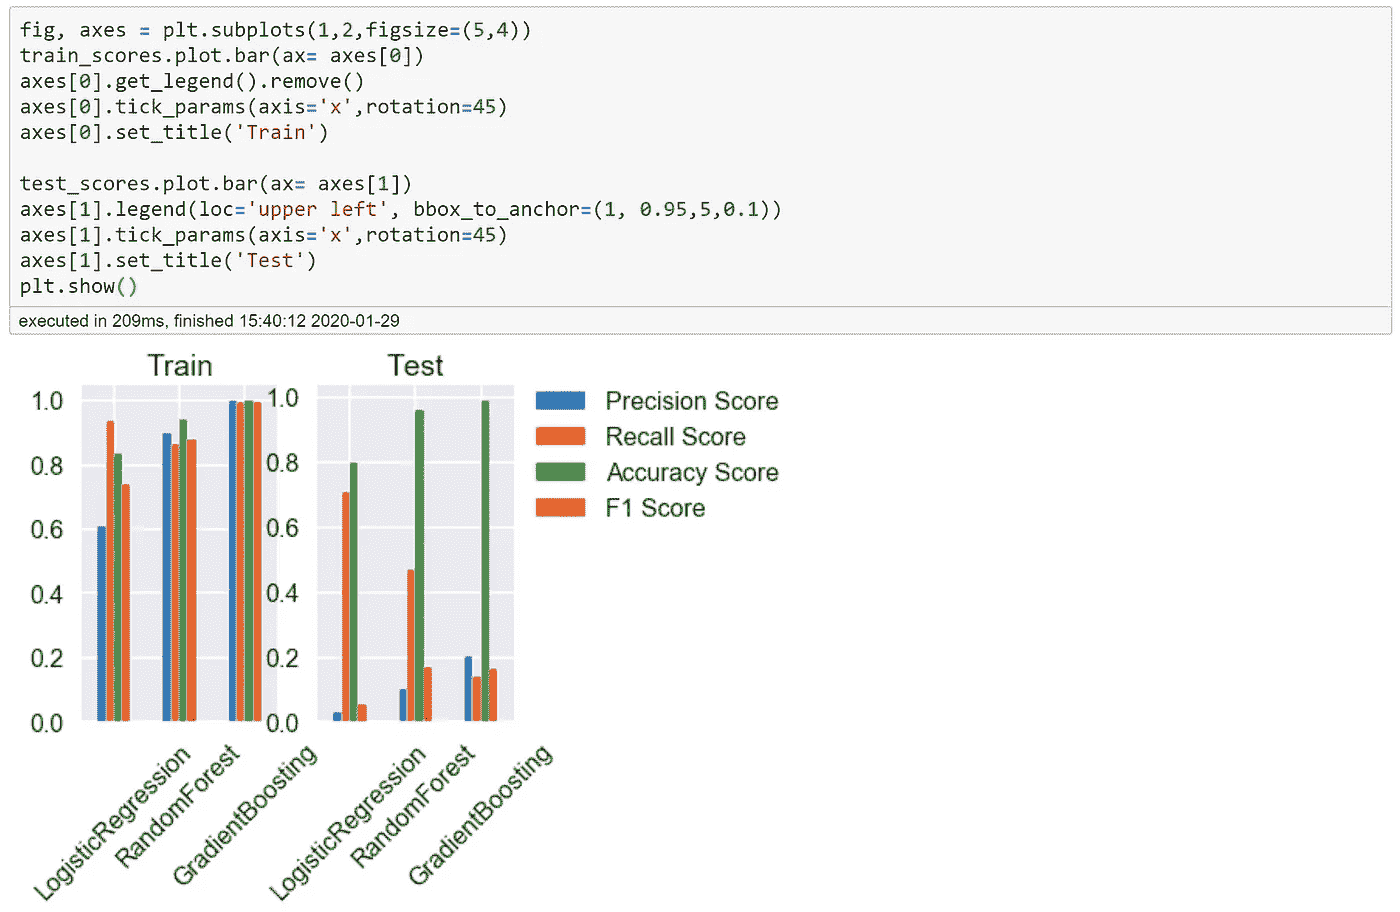 fig, axes = plt.subplots(1,2,figsize=(5,4))
train_scores.plot.bar(ax= axes[0])
axes[0].get_legend().remove()
axes[0].tick_params(axis='x',rotation=45)
axes[0].set_title('Train')
test_scores.plot.bar(ax= axes[1])
axes[1].legend(loc='upper left', bbox_to_anchor=(1, 0.95,5,0.1))
axes[1].tick_params(axis='x',rotation=45)
axes[1].set_title('Test')
plt.show()
executed in 209ms, finished 15:40:12 2020-01-29
Train
1.0
0.8
0.6
0.4
0.2
0.0
LogisticRegression
RandomForest
GradientBoosting
Test
1.0
0.8
0.6
0.4
0.2
0.0
LogisticRegression
RandomForest
GradientBoosting
Precision Score
Recall Score
Accuracy Score
F1 Score